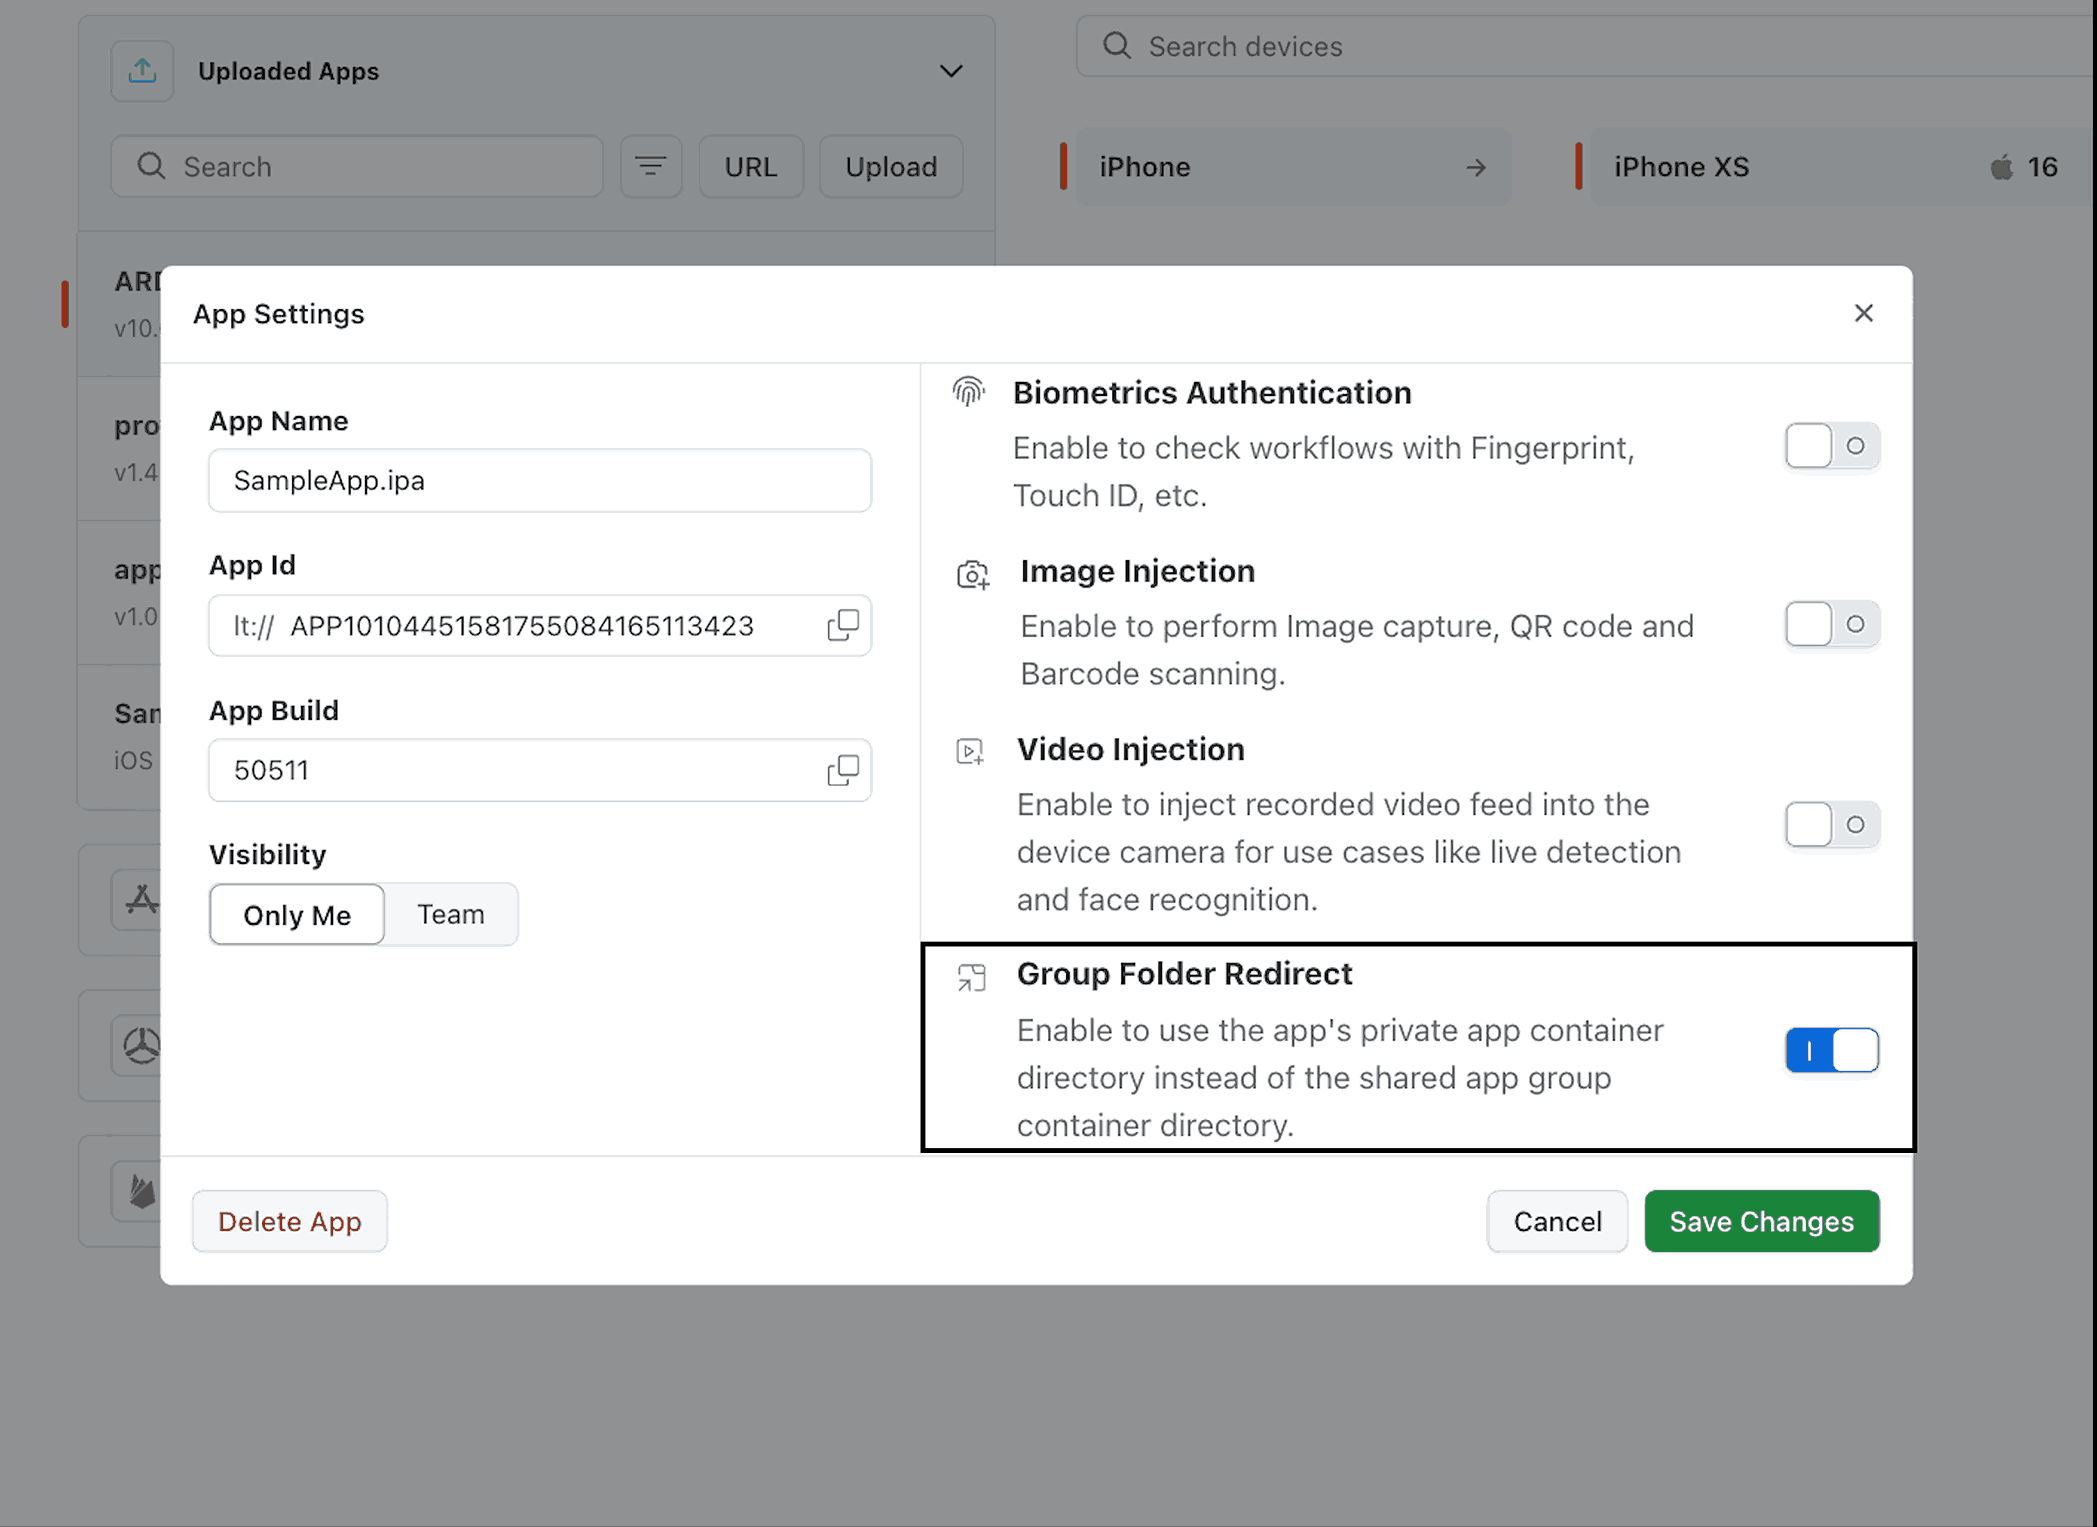 Uploaded Apps
Search devices
Search
URL
Upload
iPhone
iPhone XS
16
v10.
pro
v1.4
app
v1.0
iOS
App Settings
App Name
SampleApp.ipa
App Id
lt:// APP10104451581755084165113423
App Build
50511
Visibility
Only Me
Team
Biometrics Authentication
Enable to check workflows with Fingerprint,
Touch ID, etc.
Image Injection
Enable to perform Image capture, QR code and
Barcode scanning.
Video Injection
Enable to inject recorded video feed into the
device camera for use cases like live detection
and face recognition.
Group Folder Redirect
Enable to use the app's private app container
directory instead of the shared app group
container directory.
Delete App
Cancel
Save Changes